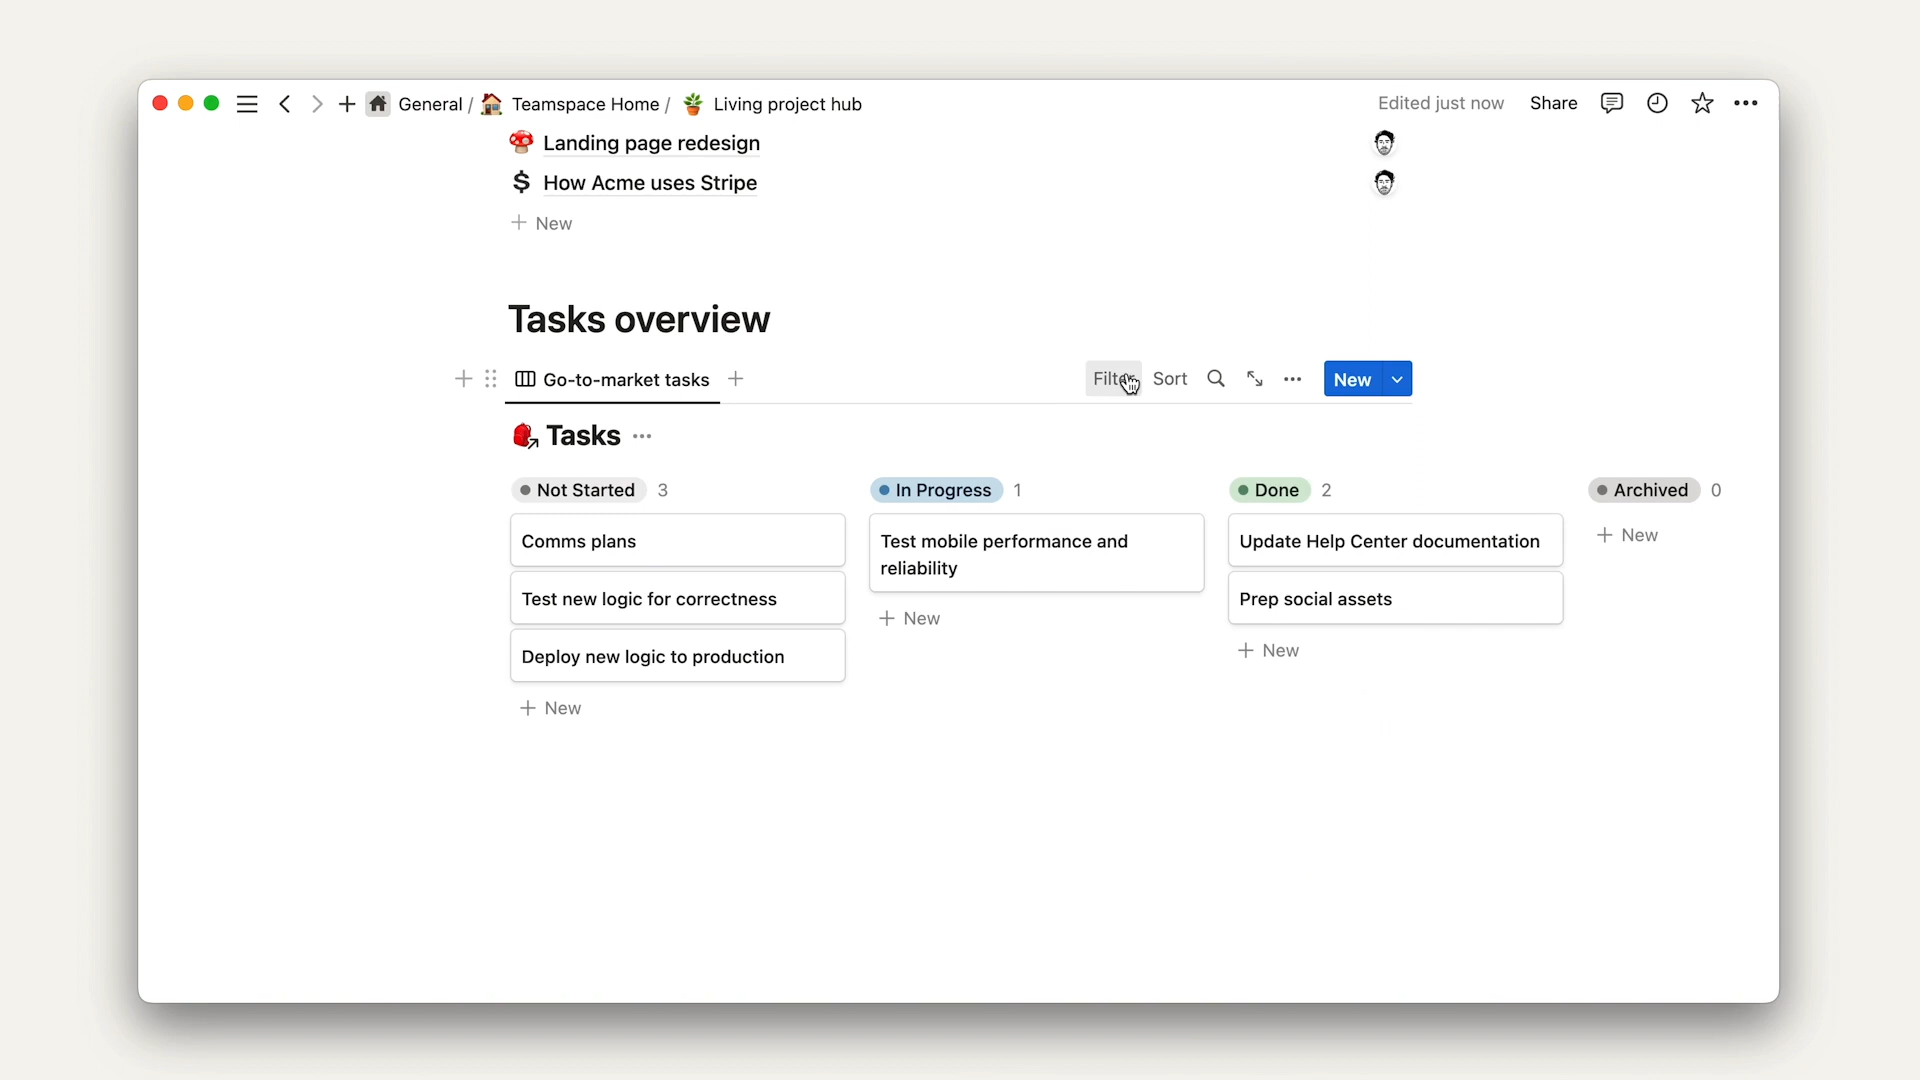 General / Teamspace Home / Living project hub
Edited just now Share
Landing page redesign
$ How Acme uses Stripe
+ New
Tasks overview
Go-to-market tasks +
Filter Sort New
Tasks
Not Started 3
Comms plans
Test new logic for correctness
Deploy new logic to production
+ New
In Progress 1
Test mobile performance and
reliability
+ New
Done 2
Update Help Center documentation
Prep social assets
+ New
Archived 0
+ New